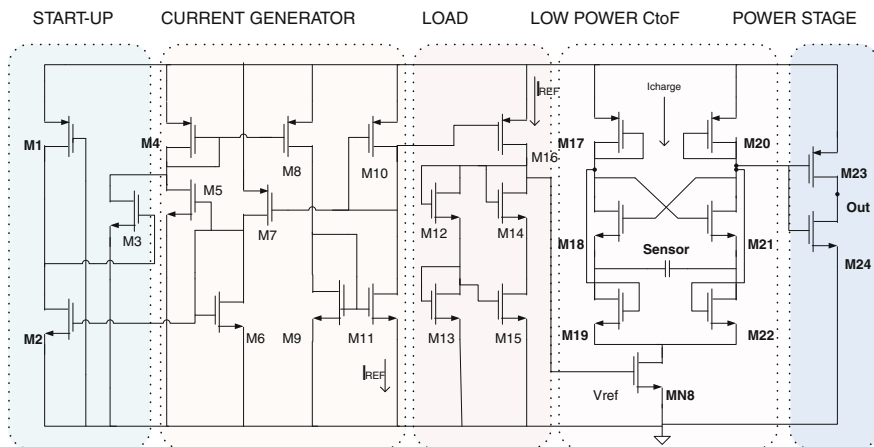 START-UP
CURRENT GENERATOR
LOAD
LOW POWER CtoF
POWER STAGE
IREF
Icharge
M1
M4
M8
M10
M16
M17
M20
M23
M5
M3
M7
M12
M14
M18
M21
Out
Sensor
M24
M2
M6
M9
M11
M13
M15
M19
M22
IREF
Vref
MN8